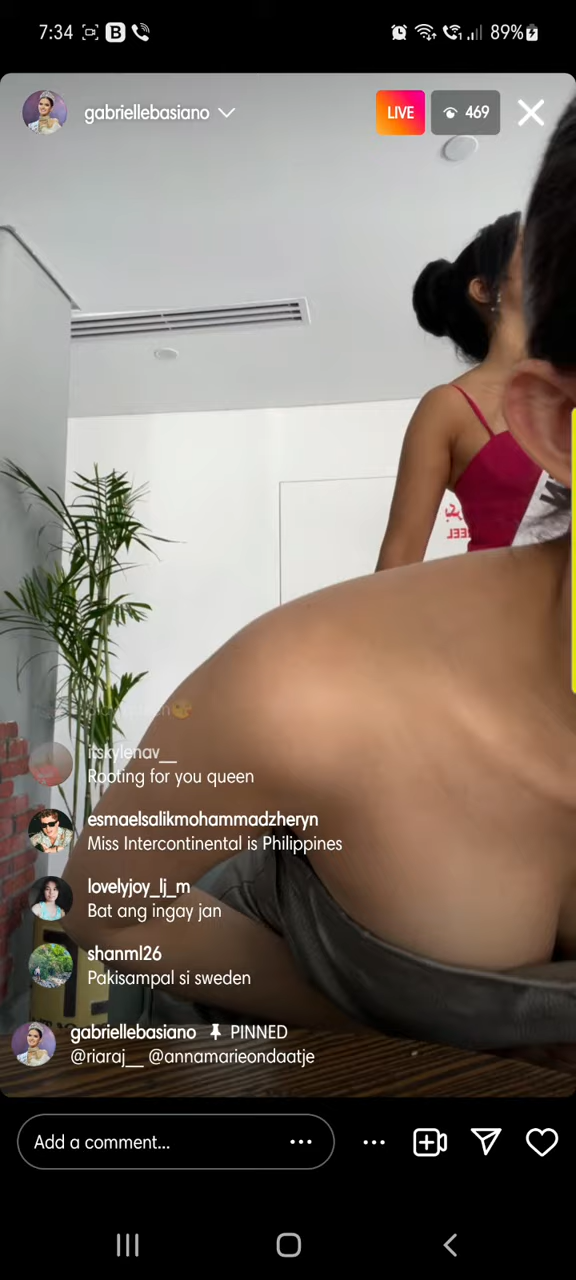 7:34
B
1
89%
gabriellebasiano
LIVE
469
itskylenav__
Rooting for you queen
esmaelsalikmohammadzheryn
Miss Intercontinental is Philippines
lovelyjoy_lj_m
Bat ang ingay jan
shanml26
Pakisampal si sweden
gabriellebasiano PINNED
@riaraj__ @annamarieondaatje
Add a comment...